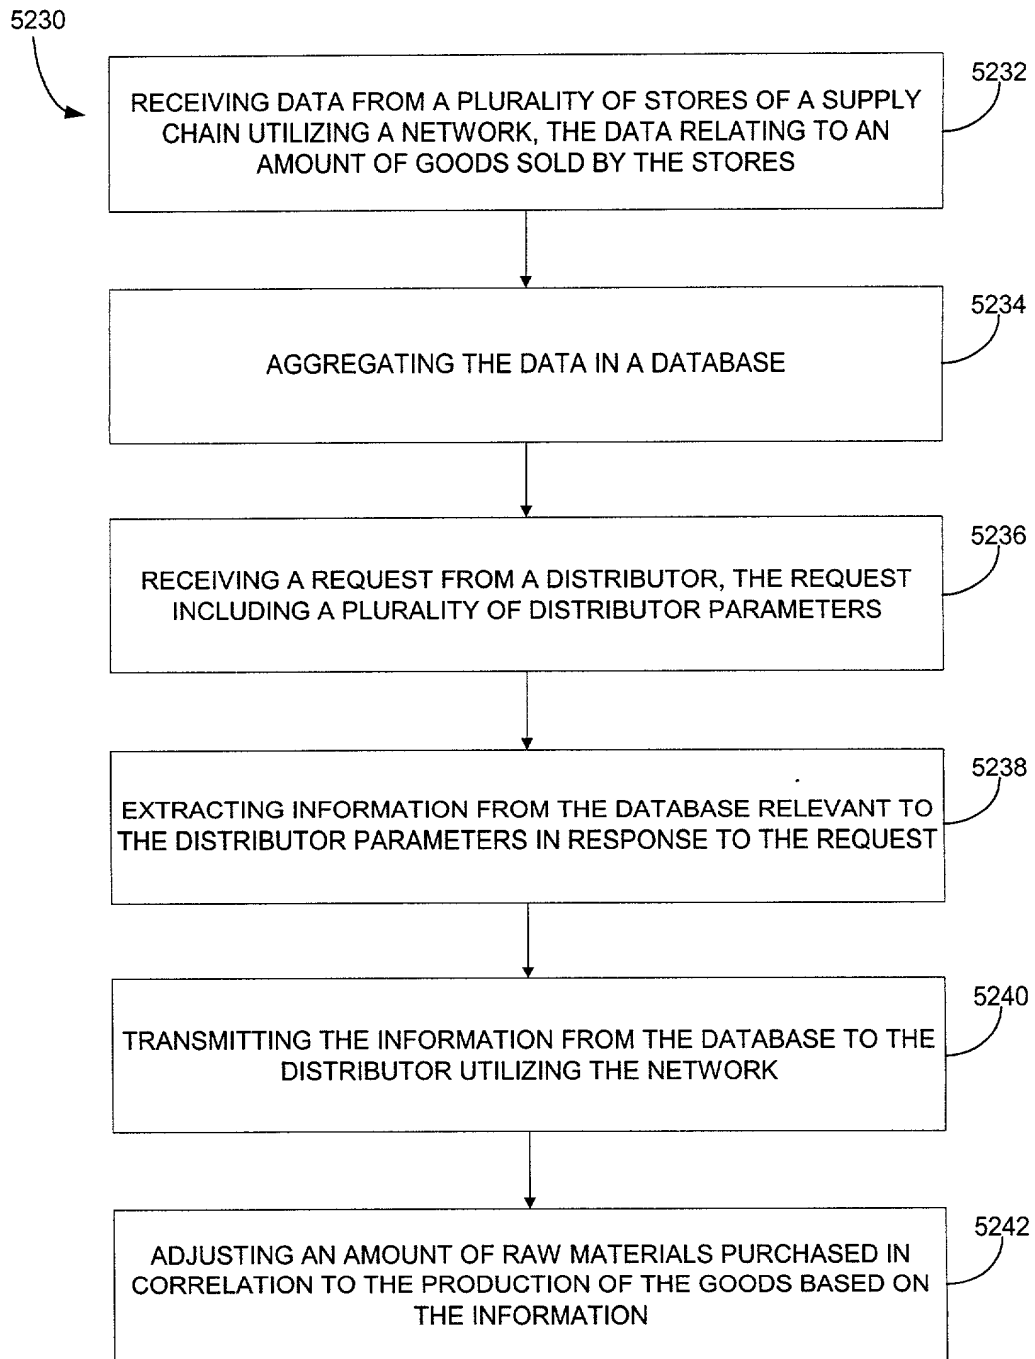 5230
5232
RECEIVING DATA FROM A PLURALITY OF STORES OF A SUPPLY
CHAIN UTILIZING A NETWORK, THE DATA RELATING TO AN
AMOUNT OF GOODS SOLD BY THE STORES
5234
AGGREGATING THE DATA IN A DATABASE
5236
RECEIVING A REQUEST FROM A DISTRIBUTOR, THE REQUEST
INCLUDING A PLURALITY OF DISTRIBUTOR PARAMETERS
5238
EXTRACTING INFORMATION FROM THE DATABASE RELEVANT TO
THE DISTRIBUTOR PARAMETERS IN RESPONSE TO THE REQUEST
5240
TRANSMITTING THE INFORMATION FROM THE DATABASE TO THE
DISTRIBUTOR UTILIZING THE NETWORK
5242
ADJUSTING AN AMOUNT OF RAW MATERIALS PURCHASED IN
CORRELATION TO THE PRODUCTION OF THE GOODS BASED ON
THE INFORMATION